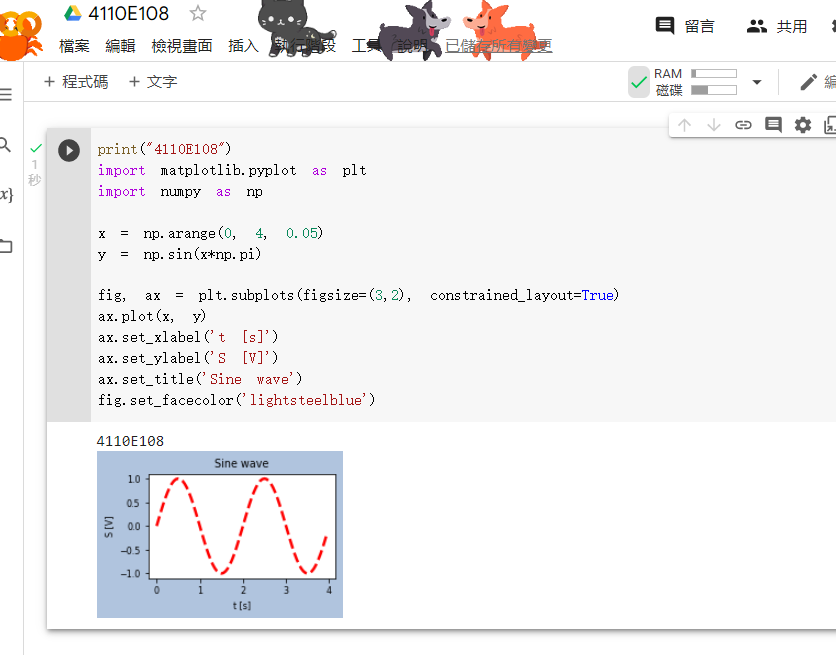 4110E108
留言
共用
檔案 編輯 檢視畫面 插入 執行階段 工具 說明 已儲存所有變更
+ 程式碼 + 文字
RAM
磁碟
編
1
秒
print("4110E108")
import matplotlib.pyplot as plt
import numpy as np
x = np.arange(0, 4, 0.05)
y = np.sin(x*np.pi)
fig, ax = plt.subplots(figsize=(3,2), constrained_layout=True)
ax.plot(x, y)
ax.set_xlabel('t [s]')
ax.set_ylabel('S [V]')
ax.set_title('Sine wave')
fig.set_facecolor('lightsteelblue')
4110E108
Sine wave
1.0
0.5
0.0
−0.5
−1.0
S [V]
0 1 2 3 4
t [s]